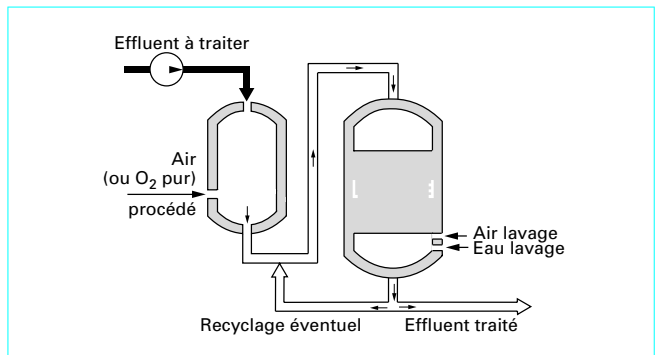 Effluent à traiter
Air
(ou O₂ pur)
procédé
Air lavage
Eau lavage
Recyclage éventuel
Effluent traité